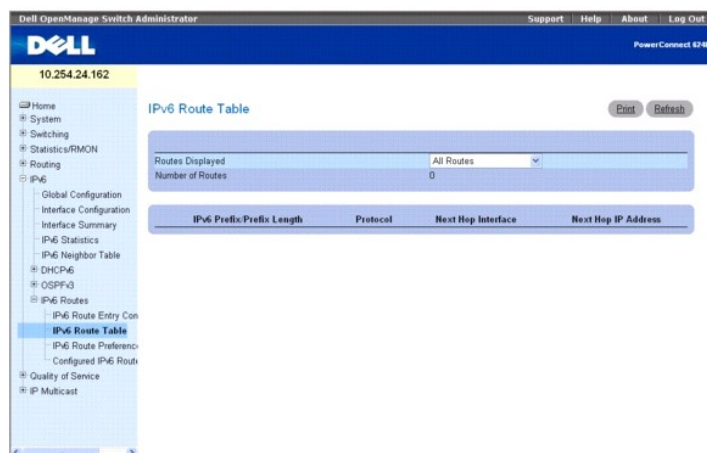 Dell OpenManage Switch Administrator
Support Help About Log Out
DELL
PowerConnect
10.254.24.162
Home
System
Switching
Statistics/RMON
Routing
IPv6
Global Configuration
Interface Configuration
Interface Summary
IPv6 Statistics
IPv6 Neighbor Table
DHCPv6
OSPFv3
IPv6 Routes
IPv6 Route Entry Con
IPv6 Route Table
IPv6 Route Preferenc
Configured IPv6 Route
Quality of Service
IP Multicast
IPv6 Route Table
Print Refresh
Routes Displayed All Routes
Number of Routes 0
IPv6 Prefix/Prefix Length Protocol Next Hop Interface Next Hop IP Address